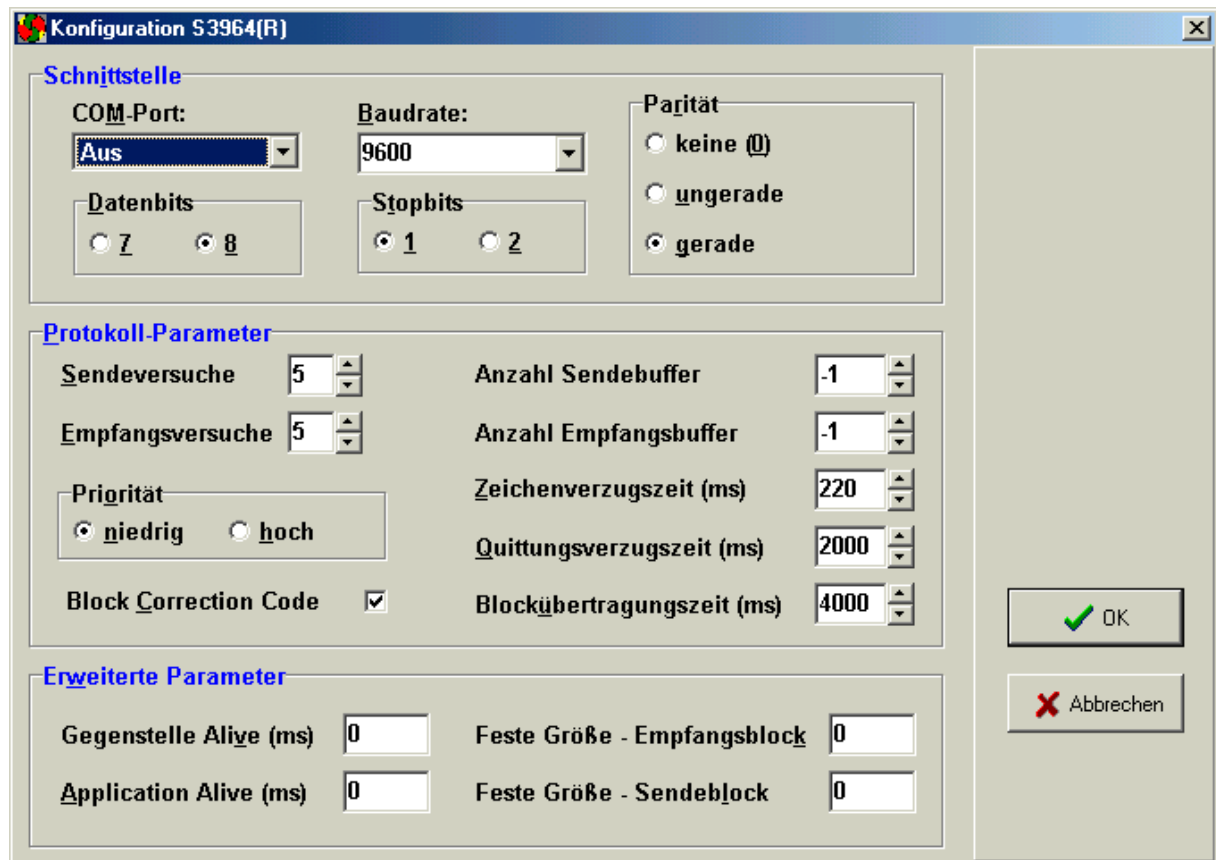 Konfiguration S3964(R)
Schnittstelle
COM-Port:
Aus
Baudrate:
9600
Parität
keine (0)
ungerade
gerade
Datenbits
7 8
Stopbits
1 2
Protokoll-Parameter
Sendeversuche 5
Empfangsversuche 5
Priorität
niedrig hoch
Block Correction Code
Anzahl Sendebuffer -1
Anzahl Empfangsbuffer -1
Zeichenverzugszeit (ms) 220
Quittungsverzugszeit (ms) 2000
Blockübertragungszeit (ms) 4000
Erweiterte Parameter
Gegenstelle Alive (ms) 0
Application Alive (ms) 0
Feste Größe - Empfangsblock 0
Feste Größe - Sendeblock 0
OK
Abbrechen